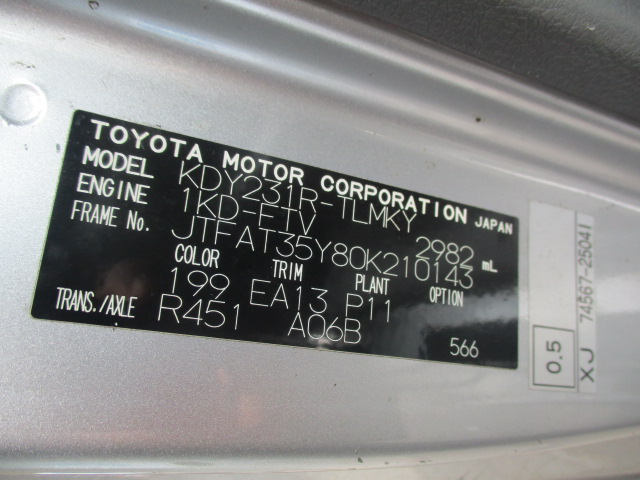 TOYOTA MOTOR CORPORATION JAPAN
MODEL KDY231R-TLMKY
ENGINE 1KD-FTV 2982 mL
FRAME No. JTFAT35Y80K210143
COLOR TRIM PLANT OPTION
199 EA13 P11
TRANS./AXLE R451 A06B
566
0.5
XJ 74567-25041